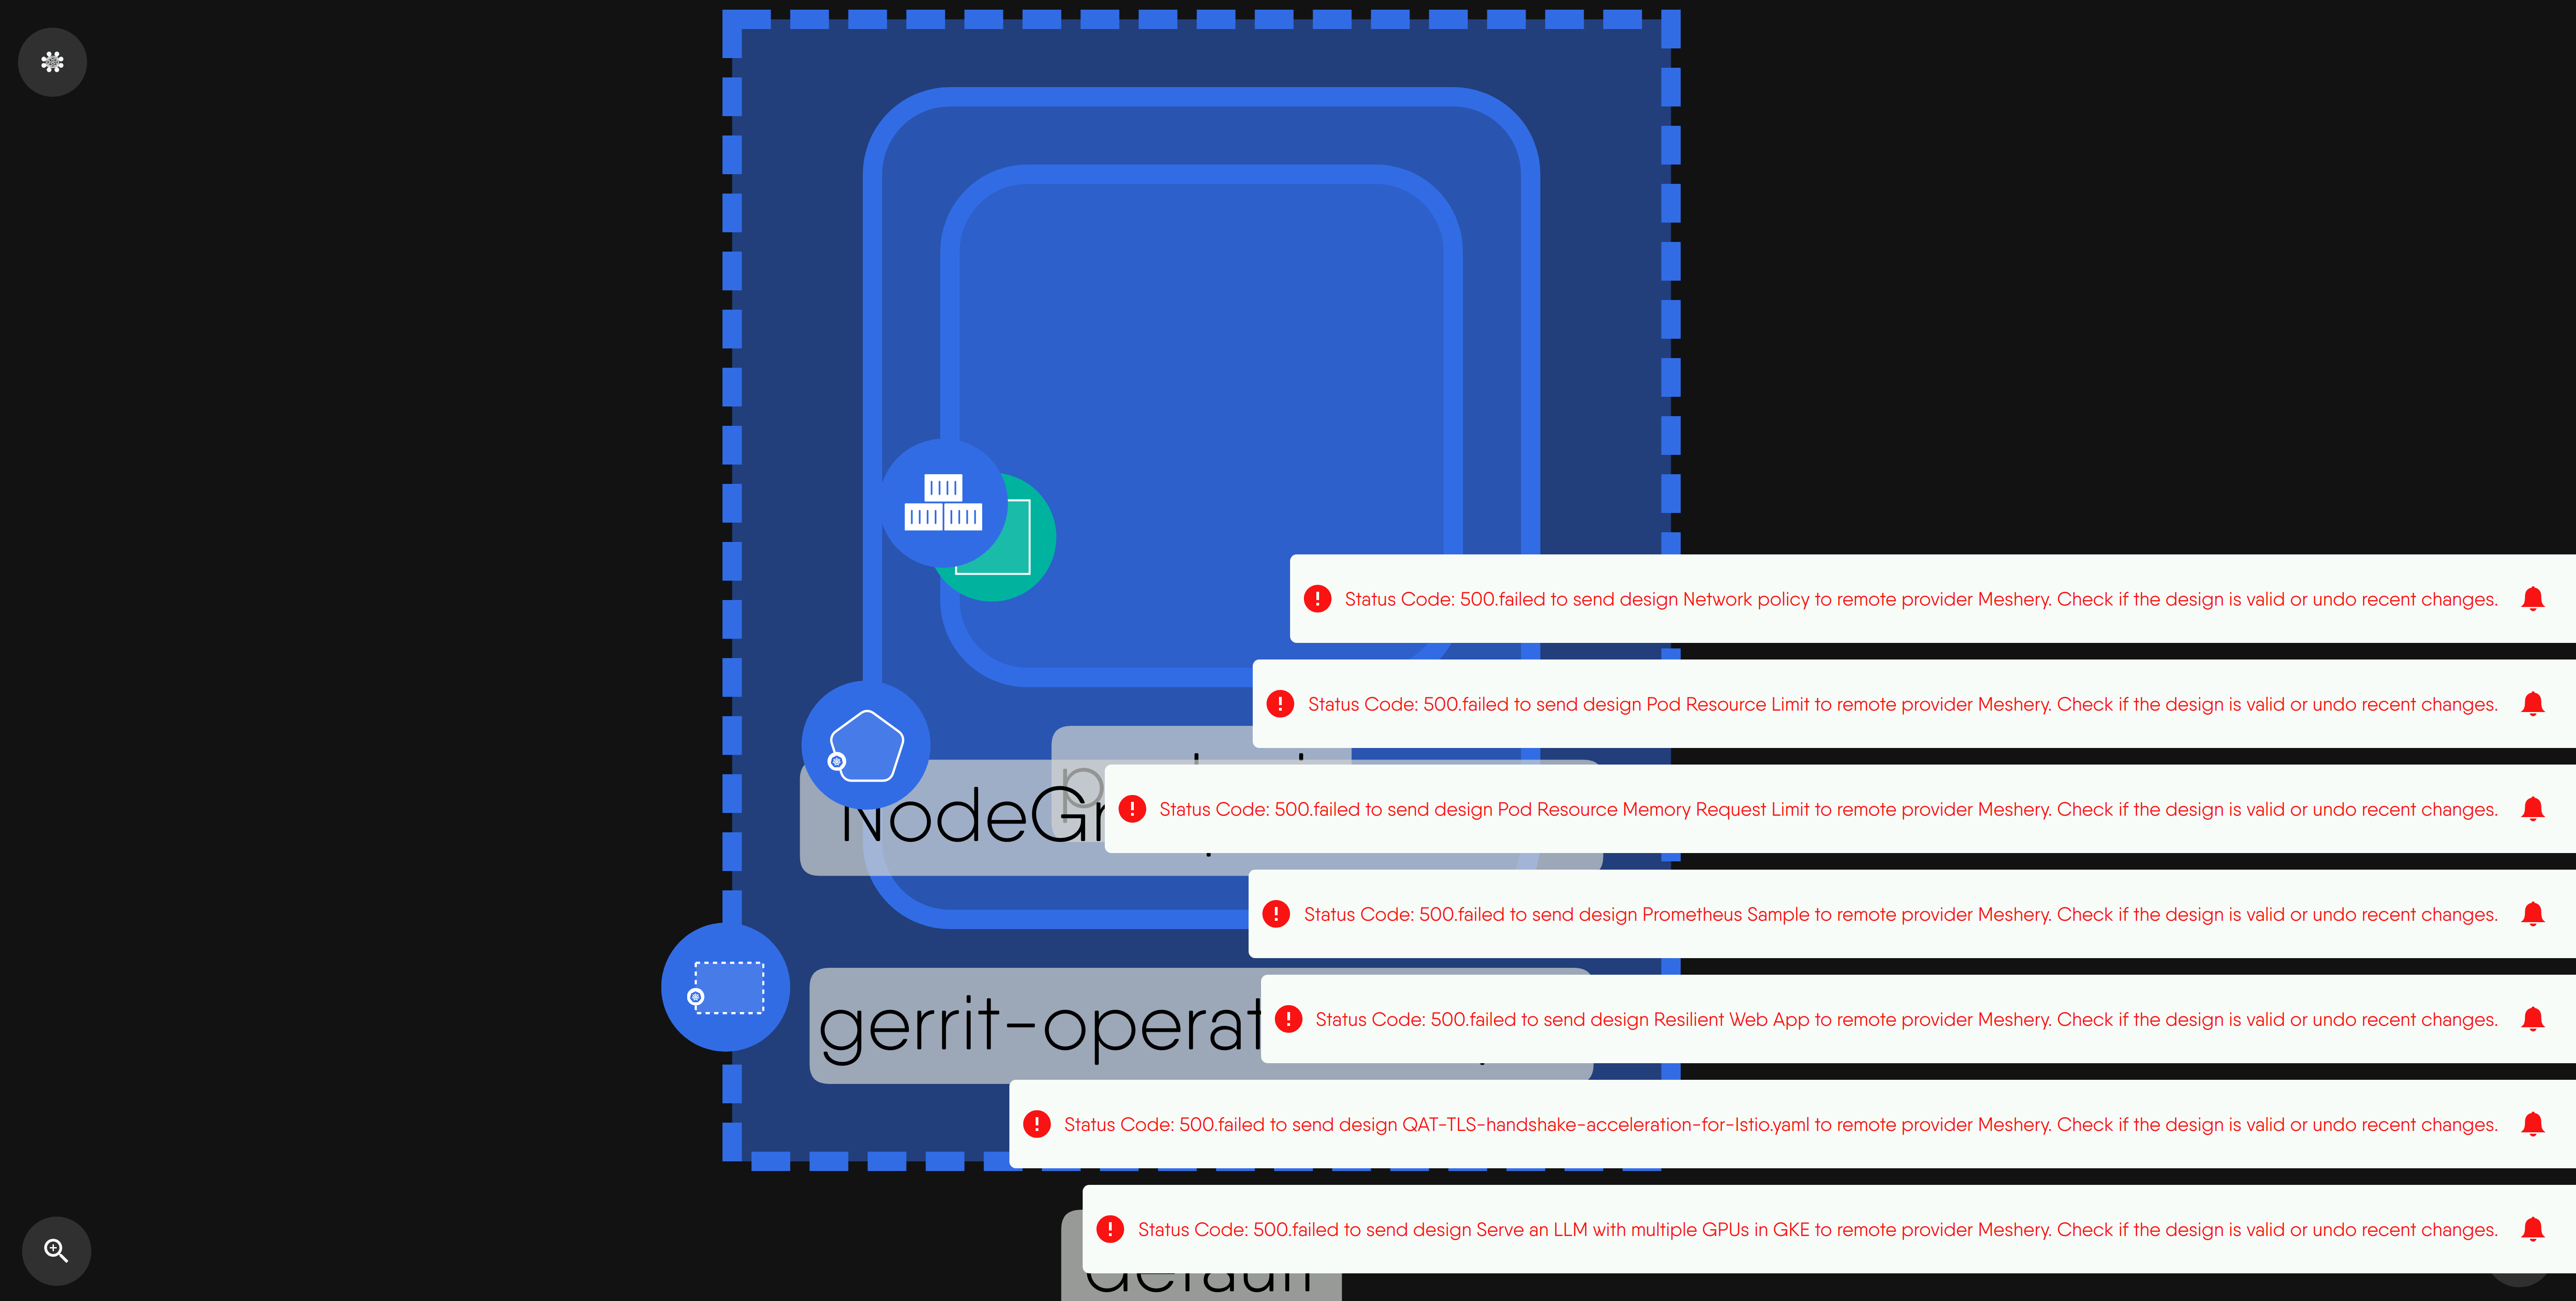 Status Code: 500.failed to send design Network policy to remote provider Meshery. Check if the design is valid or undo recent changes.
Status Code: 500.failed to send design Pod Resource Limit to remote provider Meshery. Check if the design is valid or undo recent changes.
Status Code: 500.failed to send design Pod Resource Memory Request Limit to remote provider Meshery. Check if the design is valid or undo recent changes.
Status Code: 500.failed to send design Prometheus Sample to remote provider Meshery. Check if the design is valid or undo recent changes.
Status Code: 500.failed to send design Resilient Web App to remote provider Meshery. Check if the design is valid or undo recent changes.
gerrit-operat
Status Code: 500.failed to send design QAT-TLS-handshake-acceleration-for-Istio.yaml to remote provider Meshery. Check if the design is valid or undo recent changes.
Status Code: 500.failed to send design Serve an LLM with multiple GPUs in GKE to remote provider Meshery. Check if the design is valid or undo recent changes.
default